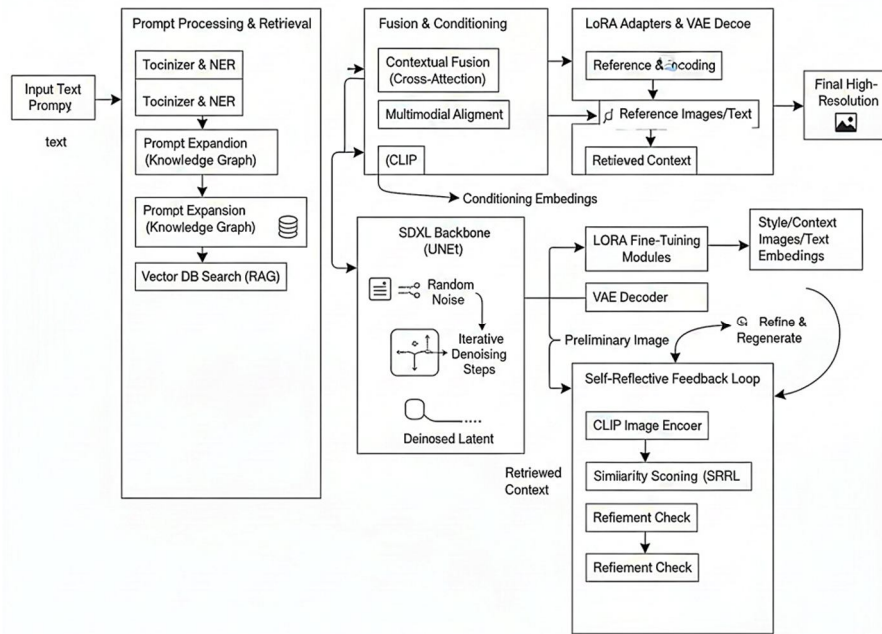 Prompt Processing & Retrieval
Fusion & Conditioning
LoRA Adapters & VAE Decoe
Input Text
Prompy
text
Tocinizer & NER
Tocinizer & NER
Prompt Expandion
(Knowledge Graph)
Prompt Expansion
(Knowledge Graph)
Vector DB Search (RAG)
Contextual Fusion
(Cross-Attection)
Multimodial Aligment
(CLIP
Conditioning Embedings
Reference &
Reference Images/Text
Retrieved Context
Final High-
Resolution
SDXL Backbone
(UNEt)
Random
Noise
Iterative
Denoising
Steps
Deinosed Latent
LORA Fine-Tuining
Modules
VAE Decoder
Style/Context
Images/Text
Embedings
Preliminary Image
Refine &
Regenerate
Self-Reflective Feedback Loop
CLIP Image Encoer
Simiiarity Sconing (SRRL
Refiement Check
Refiement Check
Retriewed
Context